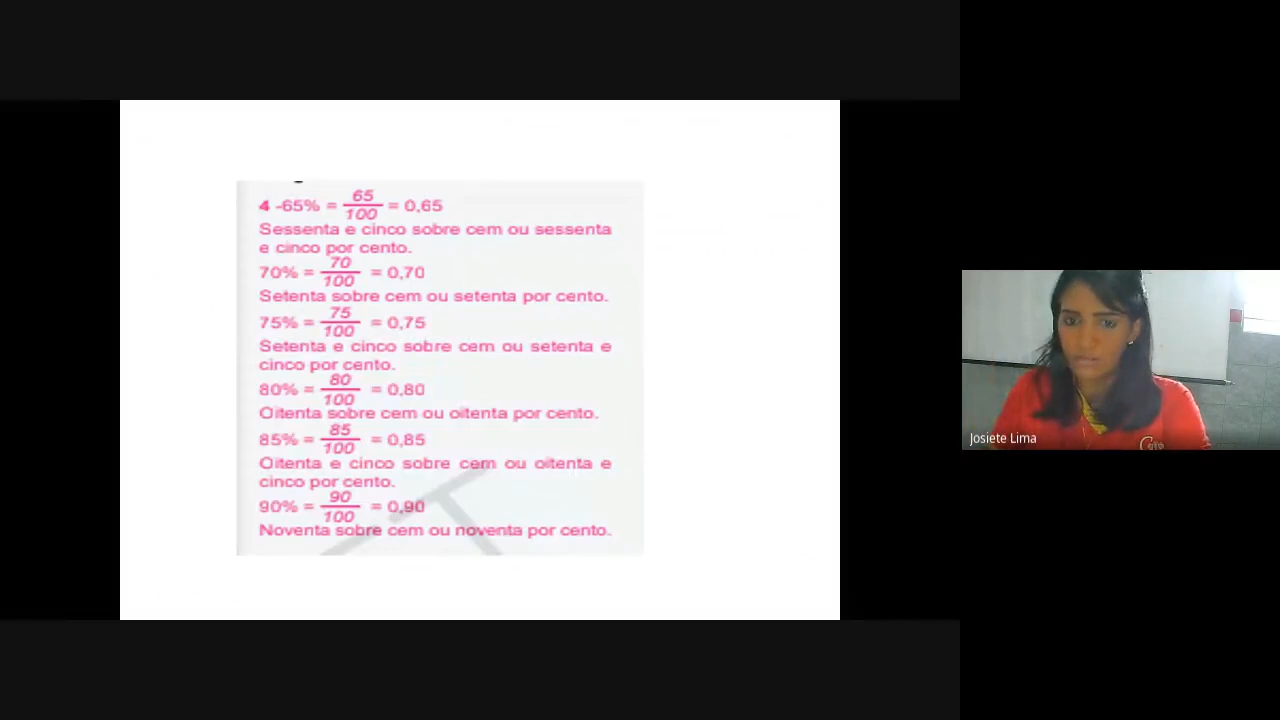 4 -65% = 65/100 = 0,65
Sessenta e cinco sobre cem ou sessenta
e cinco por cento.
70% = 70/100 = 0,70
Setenta sobre cem ou setenta por cento.
75% = 75/100 = 0,75
Setenta e cinco sobre cem ou setenta e
cinco por cento.
80% = 80/100 = 0,80
Oitenta sobre cem ou oitenta por cento.
85% = 85/100 = 0,85
Oitenta e cinco sobre cem ou oitenta e
cinco por cento.
90% = 90/100 = 0,90
Noventa sobre cem ou noventa por cento.
Josiete Lima